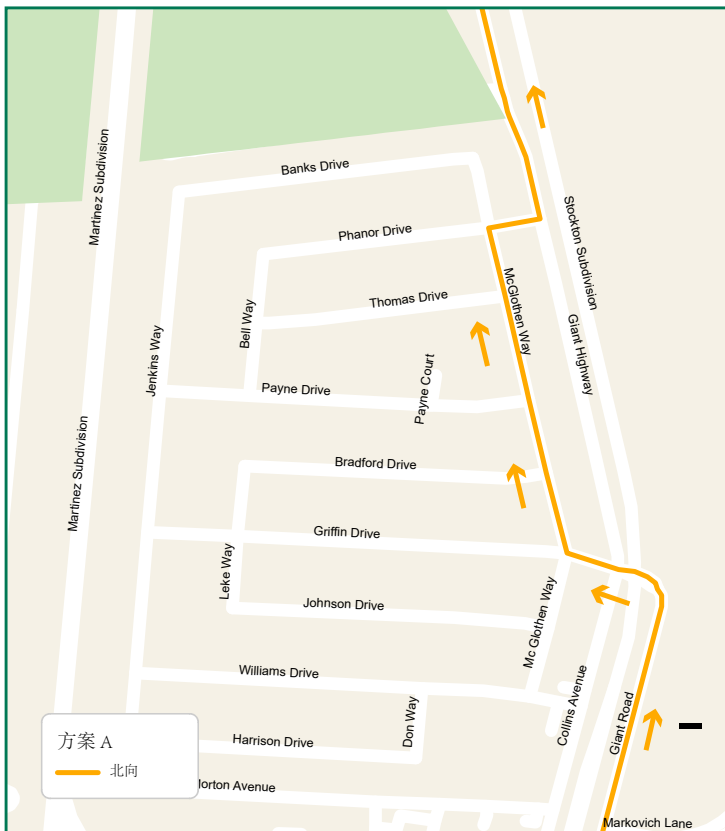 Banks Drive
Martinez Subdivision
Phanor Drive
Stockton Subdivision
Thomas Drive
McGlothen Way
Bell Way
Giant Highway
Jenkins Way
Payne Drive
Payne Court
Martinez Subdivision
Bradford Drive
Griffin Drive
Leke Way
Johnson Drive
Mc Glothen Way
Williams Drive
Collins Avenue
Don Way
Giant Road
方案 A
北向
Harrison Drive
Morton Avenue
Markovich Lane